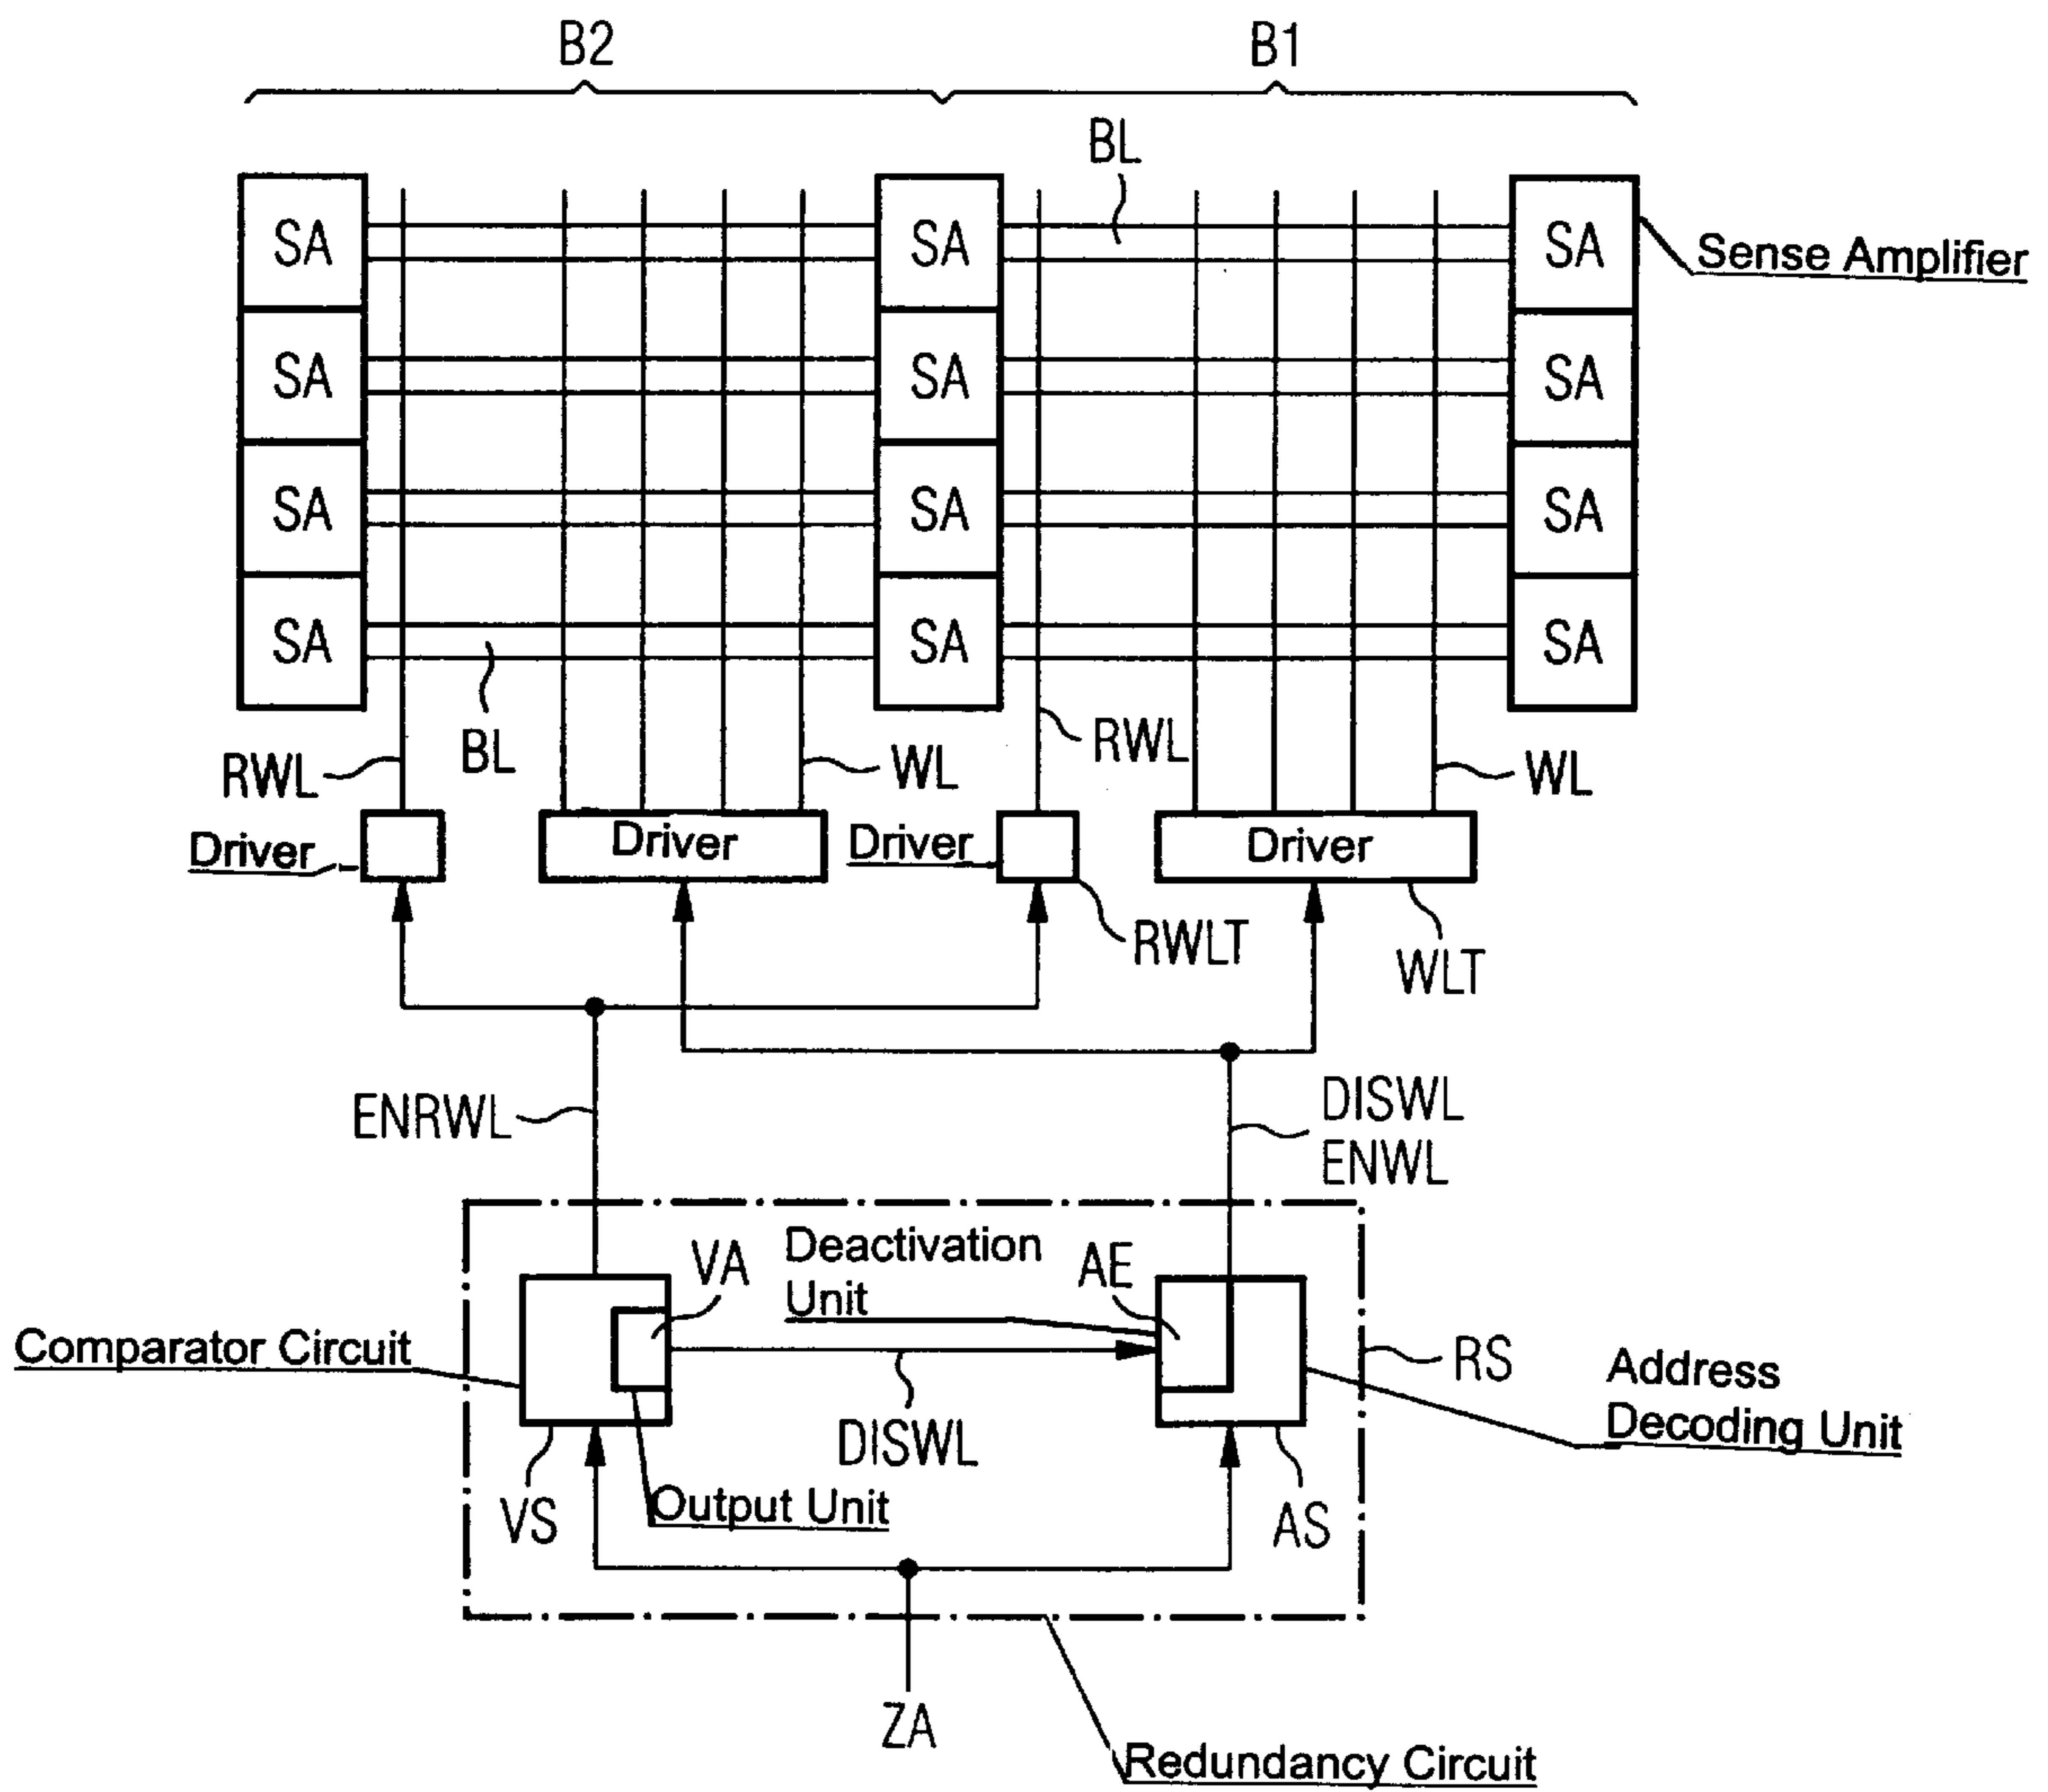 B2 B1
BL
SA SA SA Sense Amplifier
SA SA SA
SA SA SA
SA SA SA
RWL BL WL RWL WL
Driver Driver Driver Driver
RWLT WLT
ENRWL DISWL
ENWL
VA Deactivation AE
Unit
Comparator Circuit RS Address
DISWL Decoding Unit
VS Output Unit AS
ZA
Redundancy Circuit